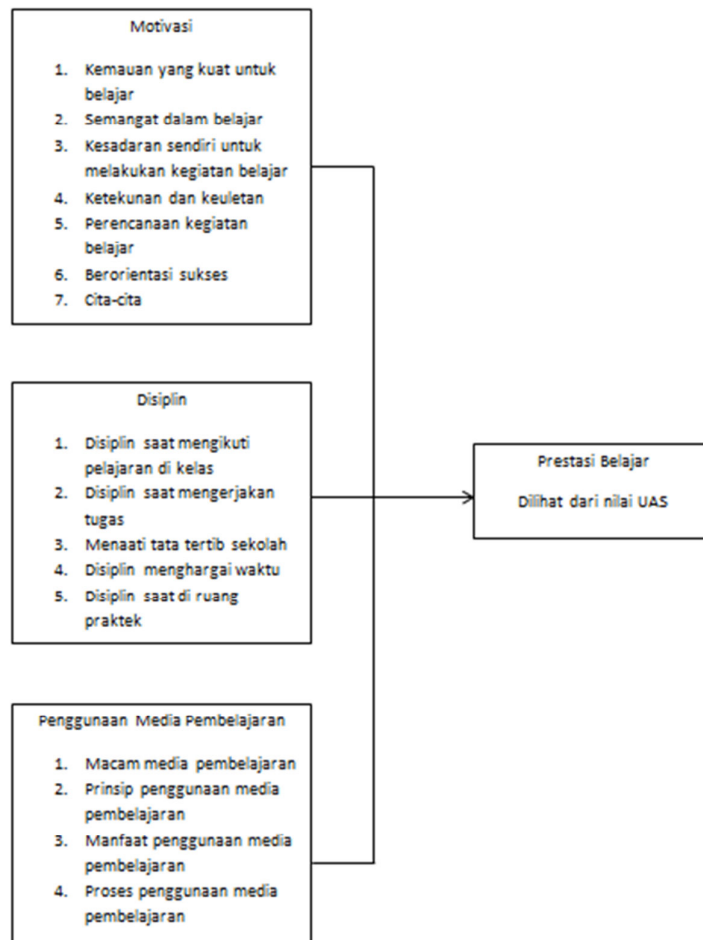 Motivasi
1. Kemauan yang kuat untuk
belajar
2. Semangat dalam belajar
3. Kesadaran sendiri untuk
melakukan kegiatan belajar
4. Ketekunan dan keuletan
5. Perencanaan kegiatan
belajar
6. Berorientasi sukses
7. Cita-cita
Disiplin
1. Disiplin saat mengikuti
pelajaran di kelas
2. Disiplin saat mengerjakan
tugas
3. Menaati tata tertib sekolah
4. Disiplin menghargai waktu
5. Disiplin saat di ruang
praktek
Penggunaan Media Pembelajaran
1. Macam media pembelajaran
2. Prinsip penggunaan media
pembelajaran
3. Manfaat penggunaan media
pembelajaran
4. Proses penggunaan media
pembelajaran
Prestasi Belajar
Dilihat dari nilai UAS